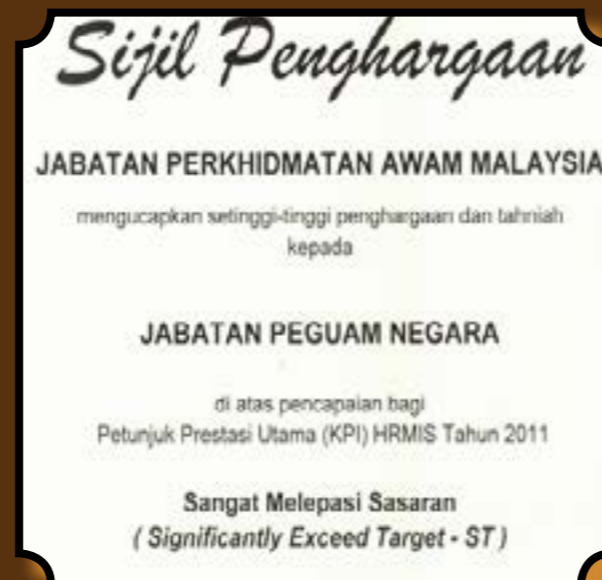 Sijil Penghargaan
JABATAN PERKHIDMATAN AWAM MALAYSIA
mengucapkan setinggi-tinggi penghargaan dan tahniah
kepada
JABATAN PEGUAM NEGARA
di atas pencapaian bagi
Petunjuk Prestasi Utama (KPI) HRMIS Tahun 2011
Sangat Melepasi Sasaran
( Significantly Exceed Target - ST )